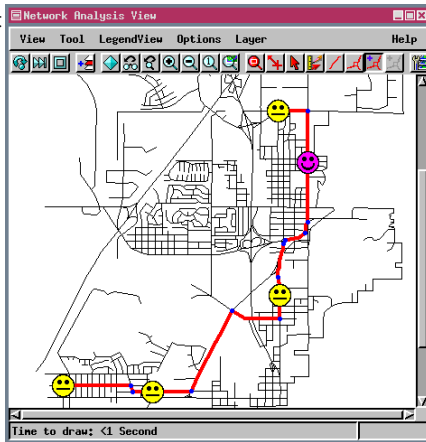 Network Analysis View
View Tool LegendView Options Layer Help
Time to draw: <1 Second